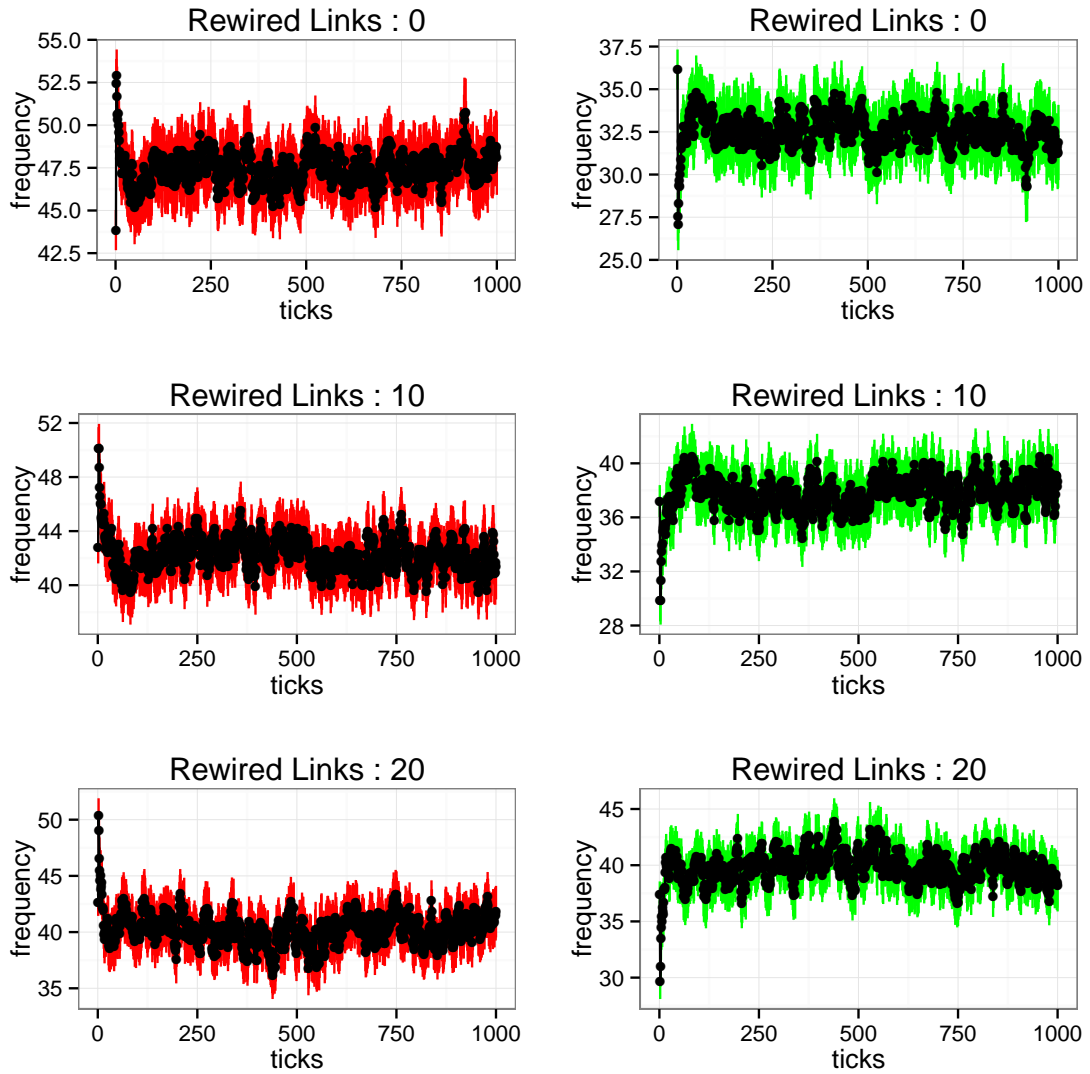 Rewired Links : 0
55.0
52.5
50.0
47.5
45.0
42.5
frequency
0 250 500 750 1000
ticks
Rewired Links : 0
37.5
35.0
32.5
30.0
27.5
25.0
frequency
0 250 500 750 1000
ticks
Rewired Links : 10
52
48
44
40
frequency
0 250 500 750 1000
ticks
Rewired Links : 10
40
36
32
28
frequency
0 250 500 750 1000
ticks
Rewired Links : 20
50
45
40
35
frequency
0 250 500 750 1000
ticks
Rewired Links : 20
45
40
35
30
frequency
0 250 500 750 1000
ticks